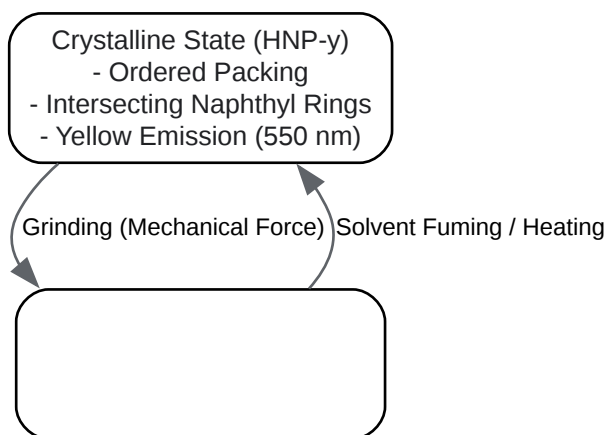 Crystalline State (HNP-y)
- Ordered Packing
- Intersecting Naphthyl Rings
- Yellow Emission (550 nm)
Grinding (Mechanical Force)
Solvent Fuming / Heating